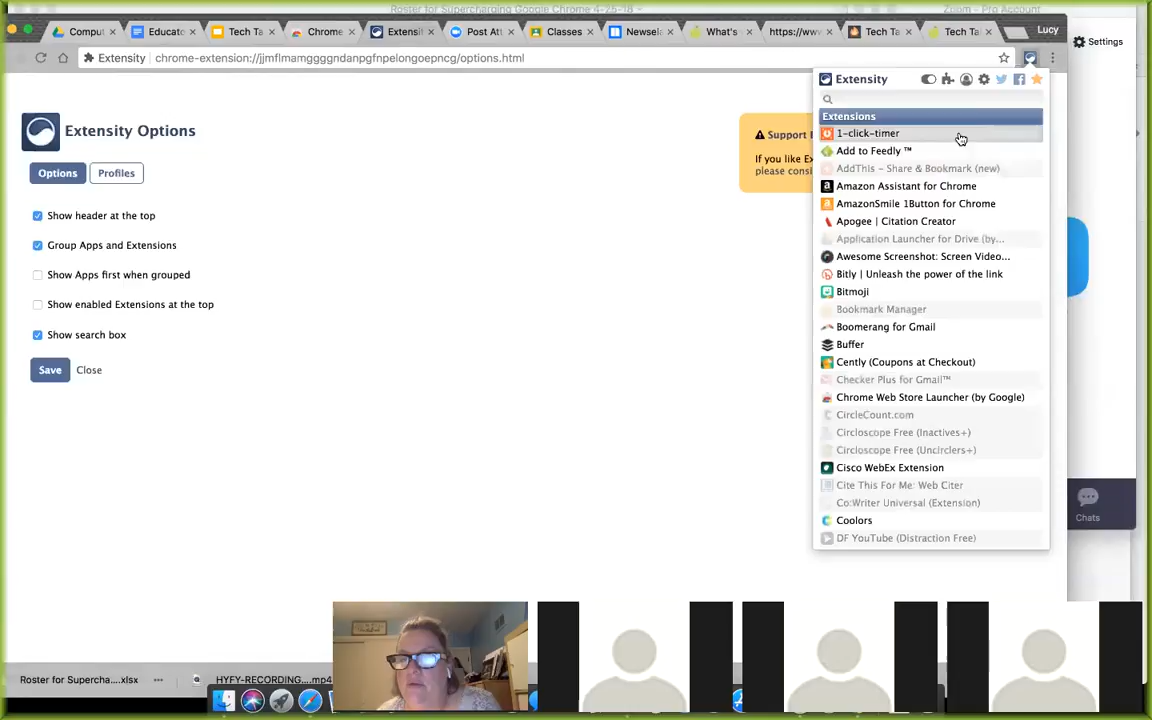 Roster for Supercharging Google Chrome 4-25-18
Zoom - Pro Account
Comput
Educato
Tech Ta
Chrome
Extensit
Post Att
Classes
Newsela
What's
https://www
Tech Ta
Tech Ta
Lucy
Settings
Extensity
chrome-extension://jjmflmamggggndanpgfnpelongoepncg/options.html
Extensity
Extensity Options
Support
If you like Ex
please consi
Options
Profiles
Show header at the top
Group Apps and Extensions
Show Apps first when grouped
Show enabled Extensions at the top
Show search box
Save
Close
Extensions
1-click-timer
Add to Feedly ™
AddThis - Share & Bookmark (new)
Amazon Assistant for Chrome
AmazonSmile 1Button for Chrome
Apogee | Citation Creator
Application Launcher for Drive (by...
Awesome Screenshot: Screen Video...
Bitly | Unleash the power of the link
Bitmoji
Bookmark Manager
Boomerang for Gmail
Buffer
Cently (Coupons at Checkout)
Checker Plus for Gmail™
Chrome Web Store Launcher (by Google)
CircleCount.com
Circloscope Free (Inactives+)
Circloscope Free (Uncirclers+)
Cisco WebEx Extension
Cite This For Me: Web Citer
Co:Writer Universal (Extension)
Coolors
DF YouTube (Distraction Free)
Chats
Roster for Supercha....xlsx
HYFY-RECORDING....mp4